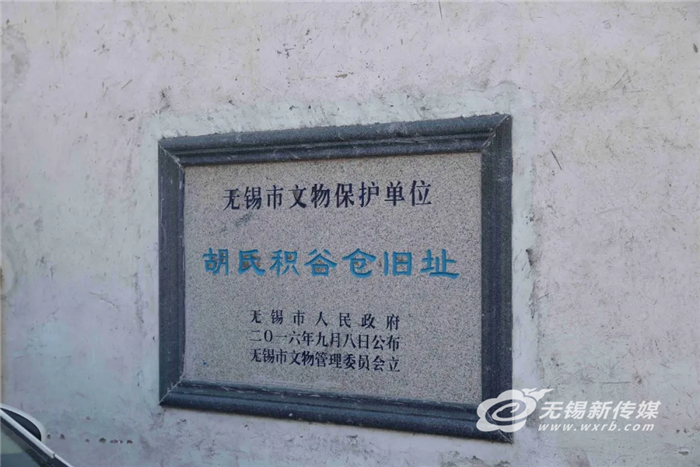 无锡市文物保护单位
胡氏积谷仓旧址
无锡市人民政府
二〇一六年九月八日公布
无锡市文物管理委员会立
无锡新传媒
www.wxrb.com